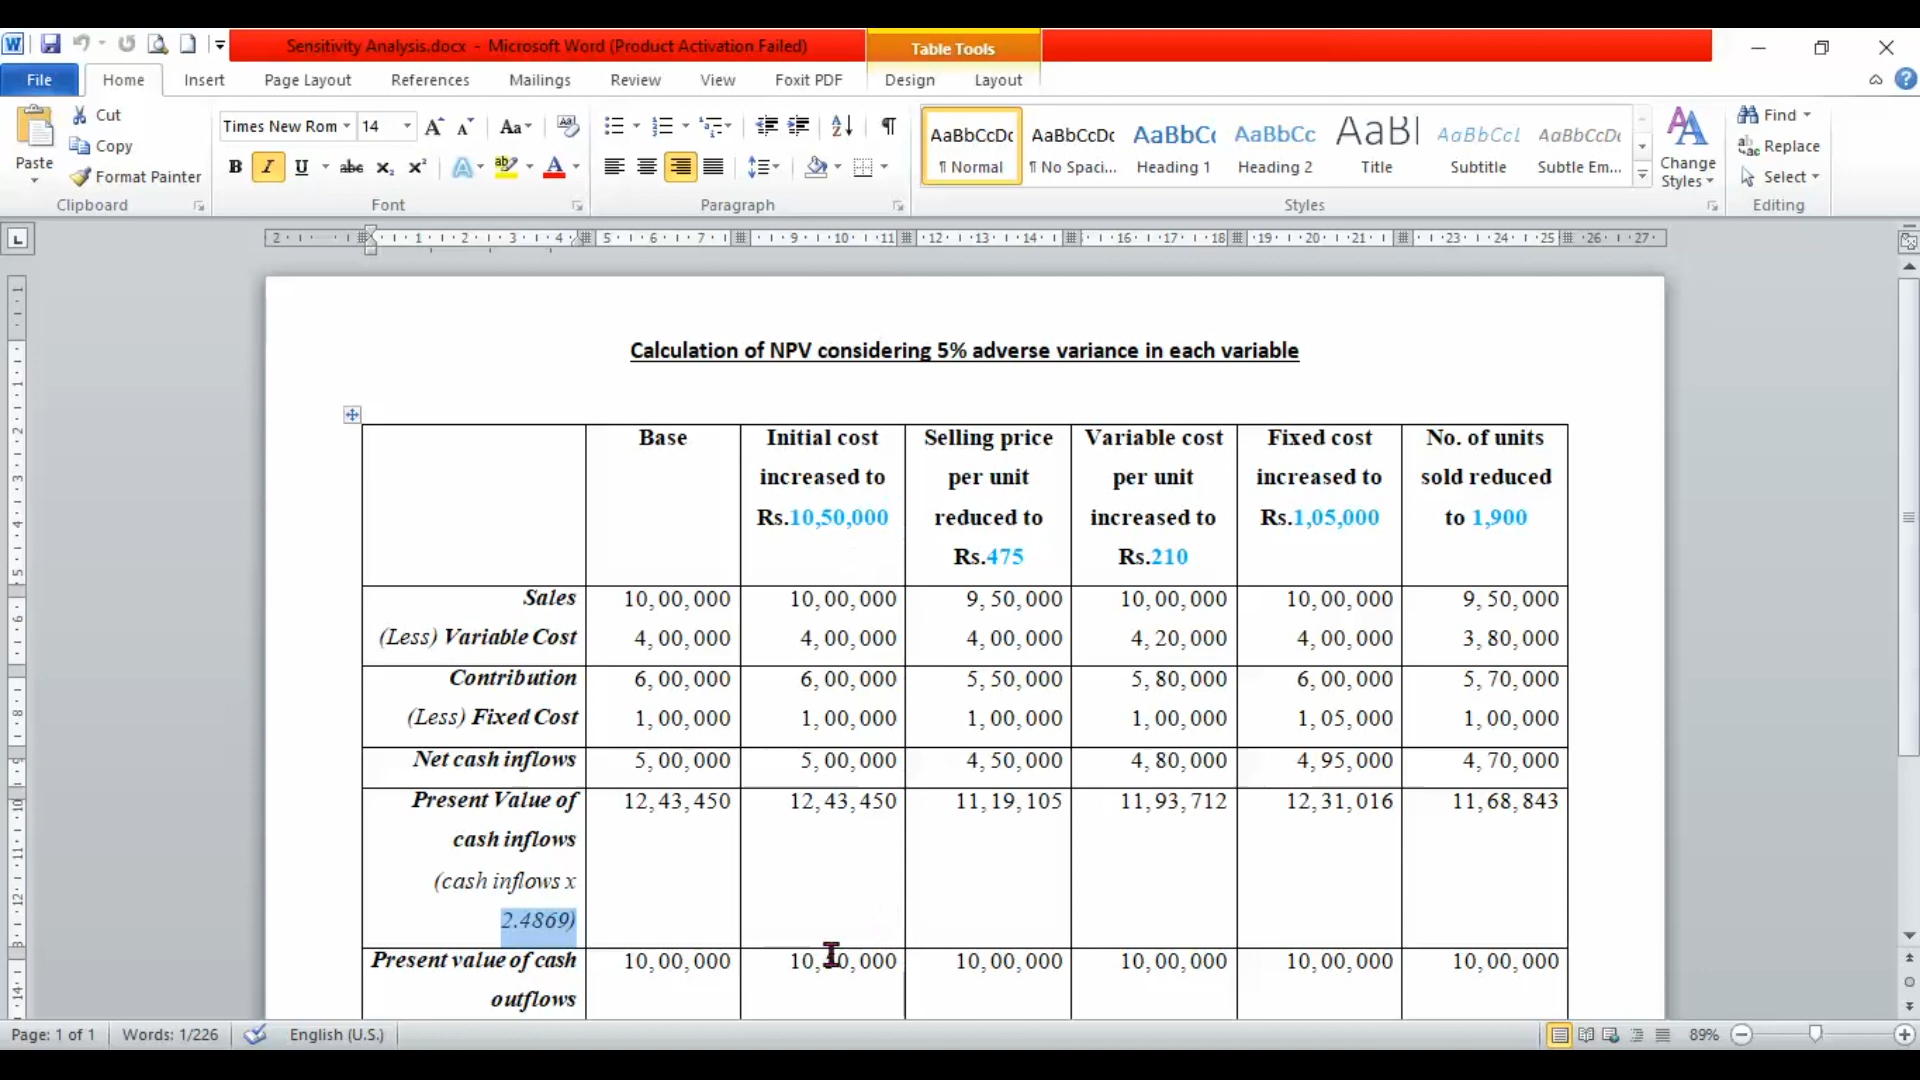 Sensitivity Analysis.docx - Microsoft Word (Product Activation Failed)
Table Tools
File Home Insert Page Layout References Mailings Review View Foxit PDF Design Layout
Cut
Copy
Format Painter
Paste
Clipboard
Times New Rom 14
Font
Paragraph
AaBbCcDc AaBbCcDc AaBbC AaBbCc AaBl AaBbCcl AaBbCcDc
¶ Normal ¶ No Spaci... Heading 1 Heading 2 Title Subtitle Subtle Em...
Change
Styles
Styles
Find
Replace
Select
Editing
Calculation of NPV considering 5% adverse variance in each variable
Base
Initial cost
increased to
Rs.10,50,000
Selling price
per unit
reduced to
Rs.475
Variable cost
per unit
increased to
Rs.210
Fixed cost
increased to
Rs.1,05,000
No. of units
sold reduced
to 1,900
Sales 10,00,000 10,00,000 9,50,000 10,00,000 10,00,000 9,50,000
(Less) Variable Cost 4,00,000 4,00,000 4,00,000 4,20,000 4,00,000 3,80,000
Contribution 6,00,000 6,00,000 5,50,000 5,80,000 6,00,000 5,70,000
(Less) Fixed Cost 1,00,000 1,00,000 1,00,000 1,00,000 1,05,000 1,00,000
Net cash inflows 5,00,000 5,00,000 4,50,000 4,80,000 4,95,000 4,70,000
Present Value of 12,43,450 12,43,450 11,19,105 11,93,712 12,31,016 11,68,843
cash inflows
(cash inflows x
2.4869)
Present value of cash 10,00,000 10,50,000 10,00,000 10,00,000 10,00,000 10,00,000
outflows
Page: 1 of 1 Words: 1/226 English (U.S.) 89%